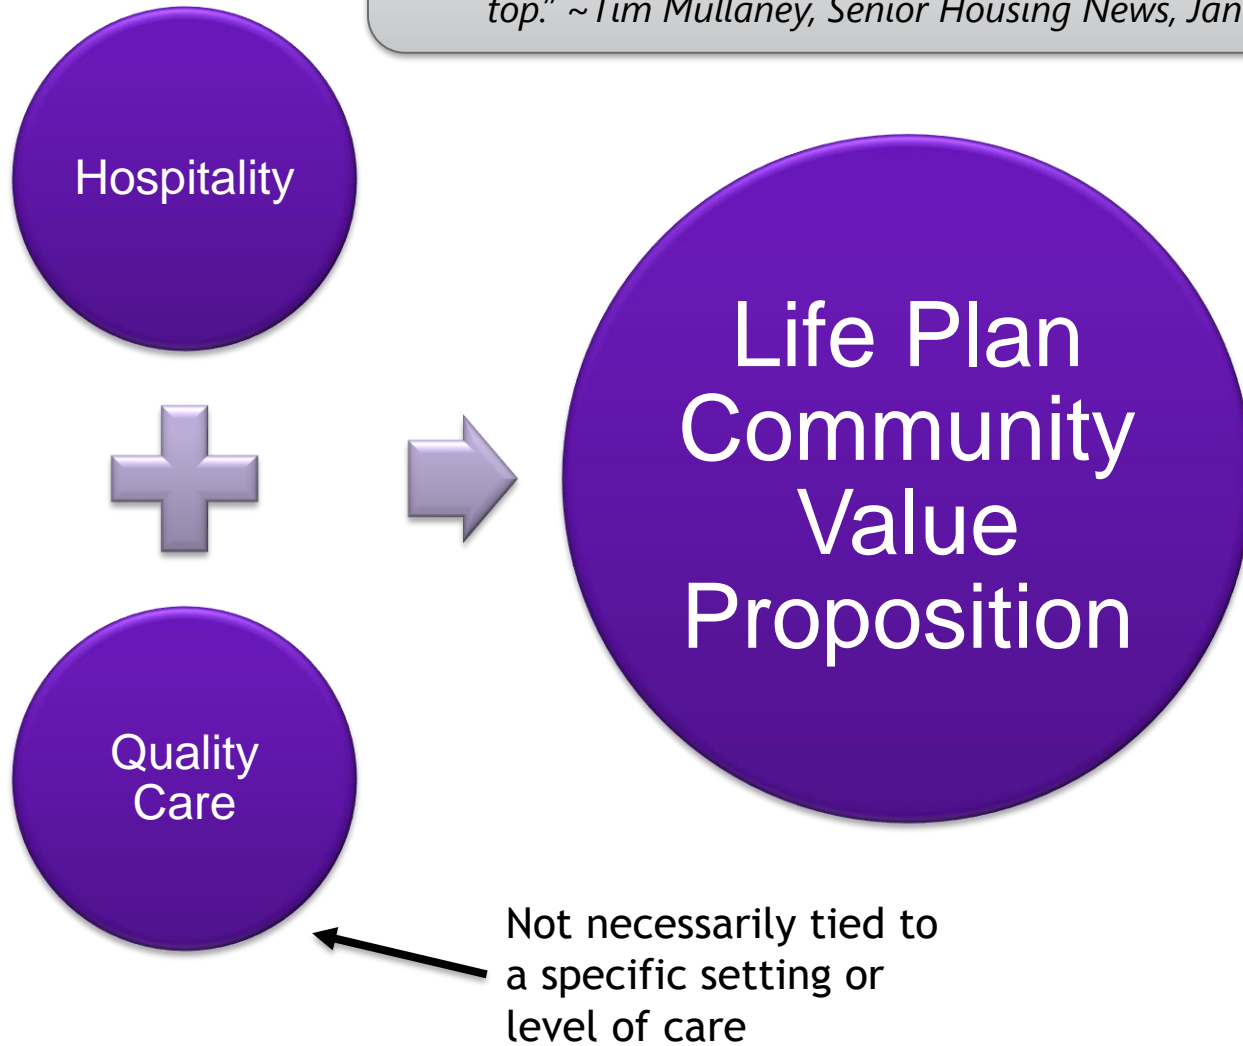 top." ~Tim Mullaney, Senior Housing News, Jan
Hospitality
Life Plan
Community
Value
Proposition
Quality
Care
Not necessarily tied to
a specific setting or
level of care